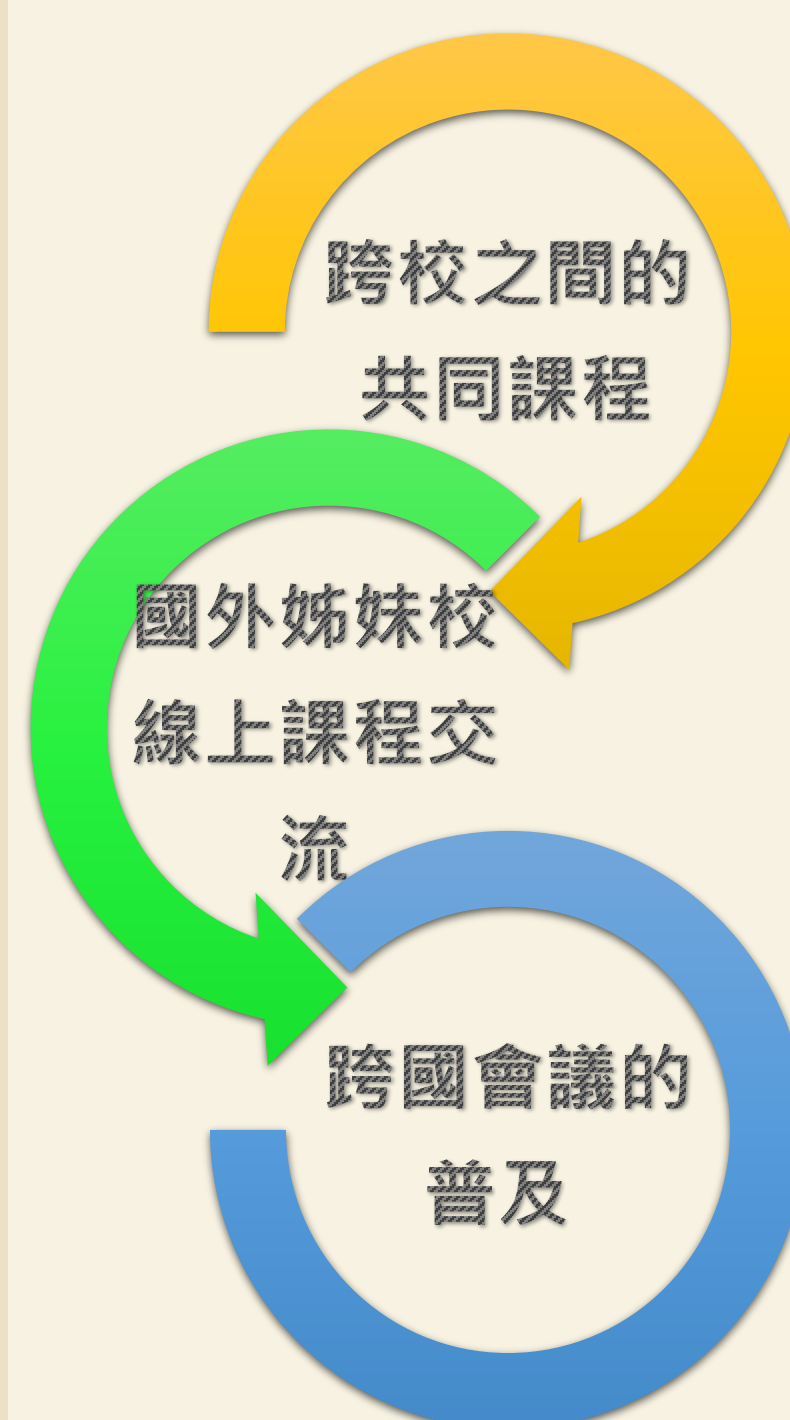 跨校之間的
共同課程
國外姊妹校
線上課程交
流
跨國會議的
普及